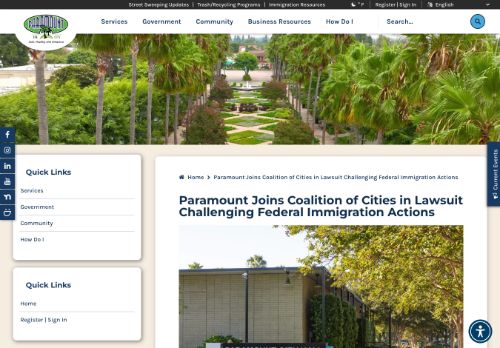 Street Sweeping Updates | Trash/Recycling Programs | Immigration Resources
° F
Register | Sign In
English
PARAMOUNT
Services Government Community Business Resources How Do I
Search...
Quick Links
Services
Government
Community
How Do I
Quick Links
Home
Register | Sign In
Home > Paramount Joins Coalition of Cities in Lawsuit Challenging Federal Immigration Actions
Paramount Joins Coalition of Cities in Lawsuit
Challenging Federal Immigration Actions
Current Events